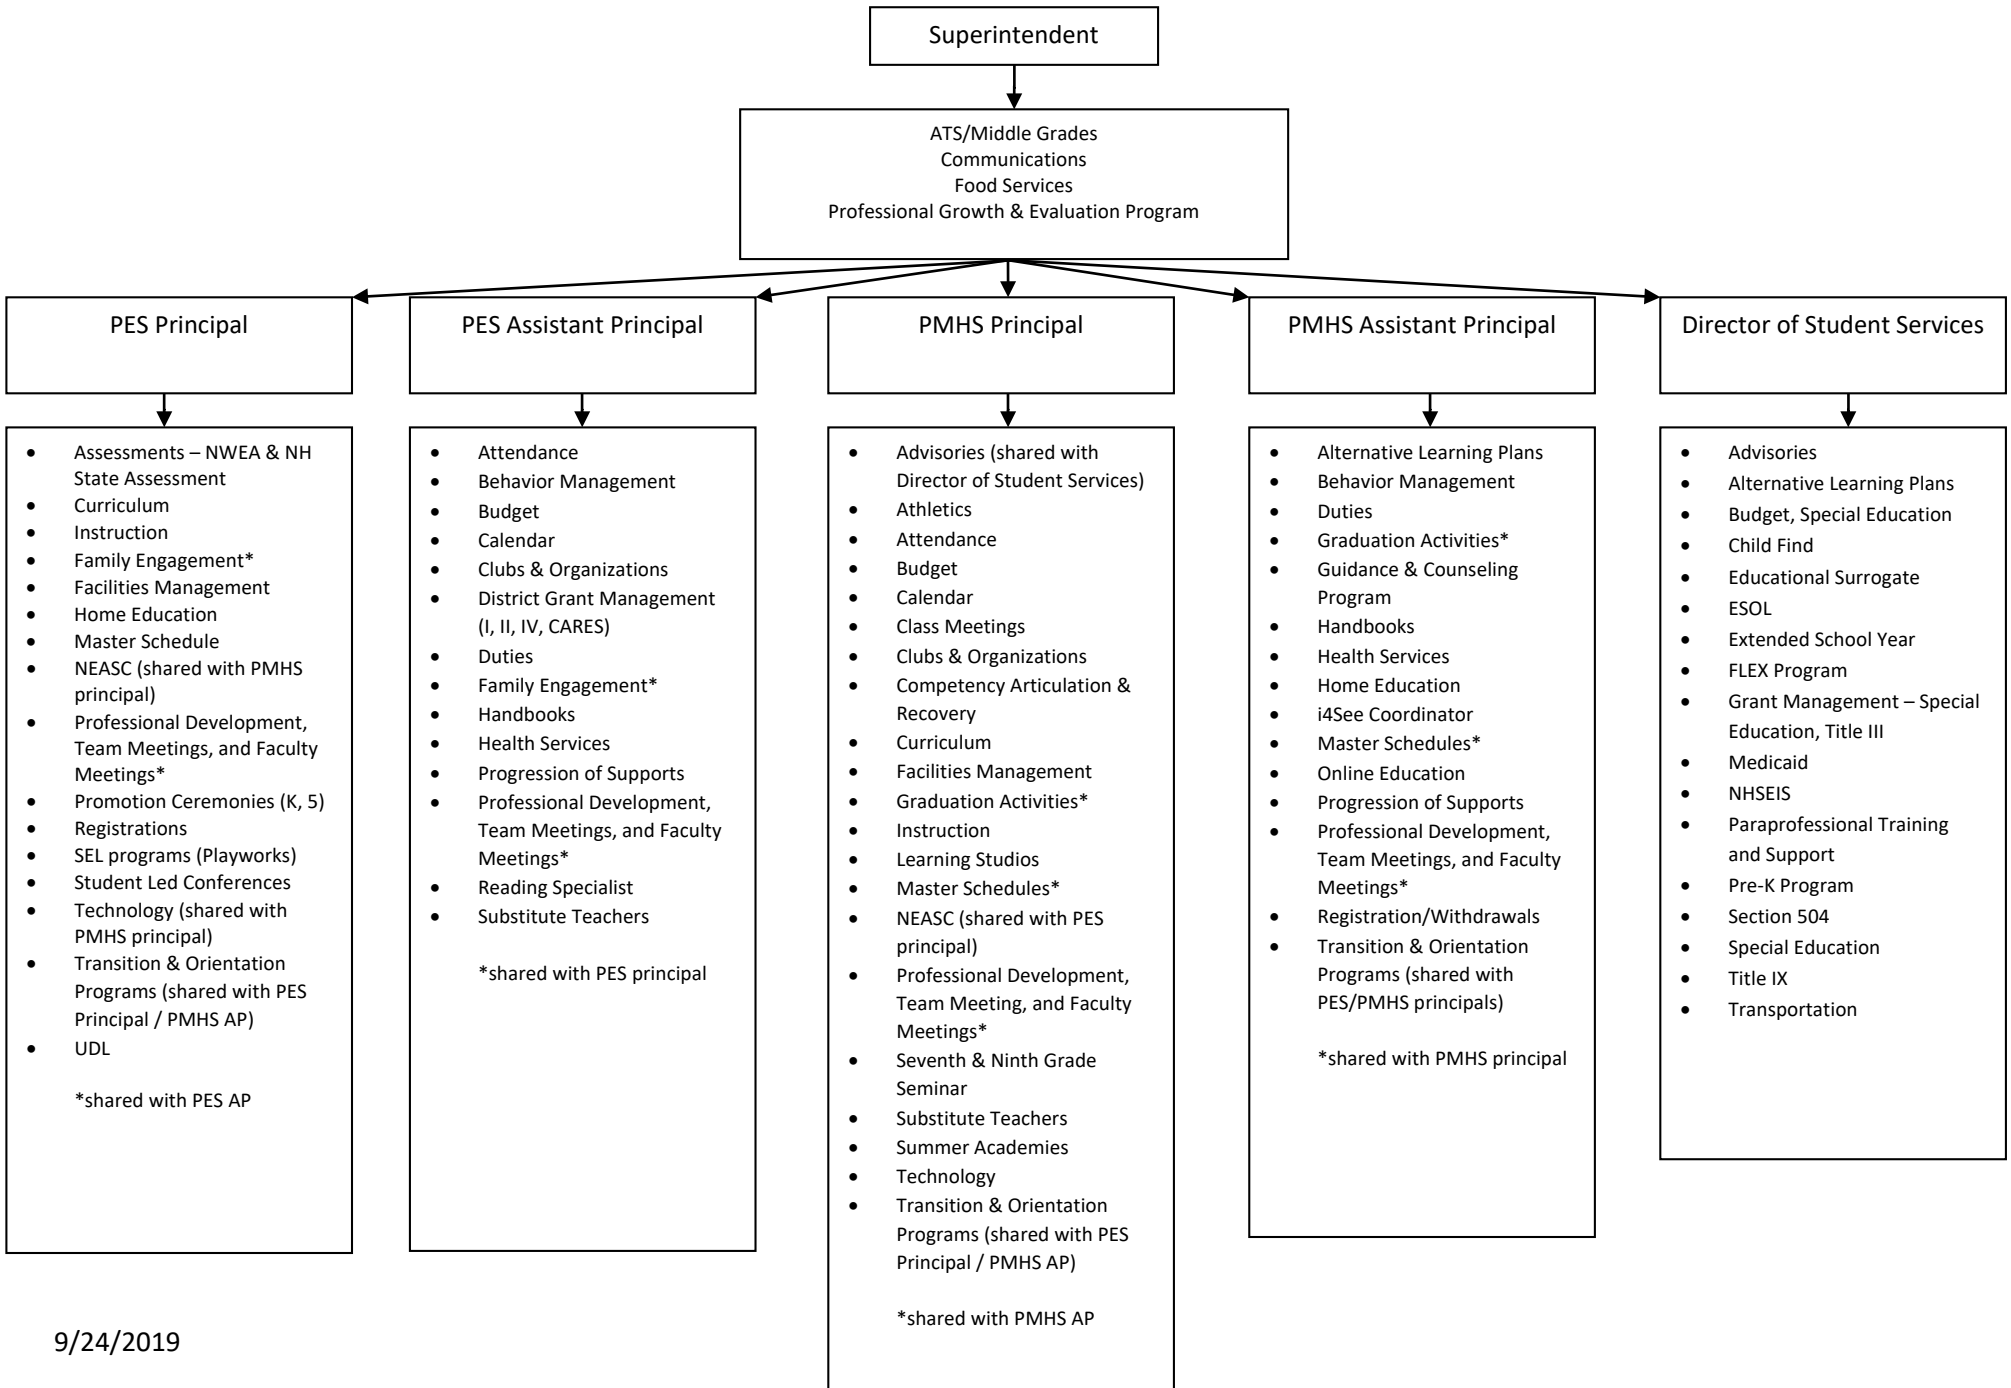 Superintendent
ATS/Middle Grades
Communications
Food Services
Professional Growth & Evaluation Program
PES Principal
PES Assistant Principal
PMHS Principal
PMHS Assistant Principal
Director of Student Services
• Assessments – NWEA & NH
State Assessment
• Curriculum
• Instruction
• Family Engagement*
• Facilities Management
• Home Education
• Master Schedule
• NEASC (shared with PMHS
principal)
• Professional Development,
Team Meetings, and Faculty
Meetings*
• Promotion Ceremonies (K, 5)
• Registrations
• SEL programs (Playworks)
• Student Led Conferences
• Technology (shared with
PMHS principal)
• Transition & Orientation
Programs (shared with PES
Principal / PMHS AP)
• UDL
*shared with PES AP
• Attendance
• Behavior Management
• Budget
• Calendar
• Clubs & Organizations
• District Grant Management
(I, II, IV, CARES)
• Duties
• Family Engagement*
• Handbooks
• Health Services
• Progression of Supports
• Professional Development,
Team Meetings, and Faculty
Meetings*
• Reading Specialist
• Substitute Teachers
*shared with PES principal
• Advisories (shared with
Director of Student Services)
• Athletics
• Attendance
• Budget
• Calendar
• Class Meetings
• Clubs & Organizations
• Competency Articulation &
Recovery
• Curriculum
• Facilities Management
• Graduation Activities*
• Instruction
• Learning Studios
• Master Schedules*
• NEASC (shared with PES
principal)
• Professional Development,
Team Meeting, and Faculty
Meetings*
• Seventh & Ninth Grade
Seminar
• Substitute Teachers
• Summer Academies
• Technology
• Transition & Orientation
Programs (shared with PES
Principal / PMHS AP)
*shared with PMHS AP
• Alternative Learning Plans
• Behavior Management
• Duties
• Graduation Activities*
• Guidance & Counseling
Program
• Handbooks
• Health Services
• Home Education
• i4See Coordinator
• Master Schedules*
• Online Education
• Progression of Supports
• Professional Development,
Team Meetings, and Faculty
Meetings*
• Registration/Withdrawals
• Transition & Orientation
Programs (shared with
PES/PMHS principals)
*shared with PMHS principal
• Advisories
• Alternative Learning Plans
• Budget, Special Education
• Child Find
• Educational Surrogate
• ESOL
• Extended School Year
• FLEX Program
• Grant Management – Special
Education, Title III
• Medicaid
• NHSEIS
• Paraprofessional Training
and Support
• Pre-K Program
• Section 504
• Special Education
• Title IX
• Transportation
9/24/2019